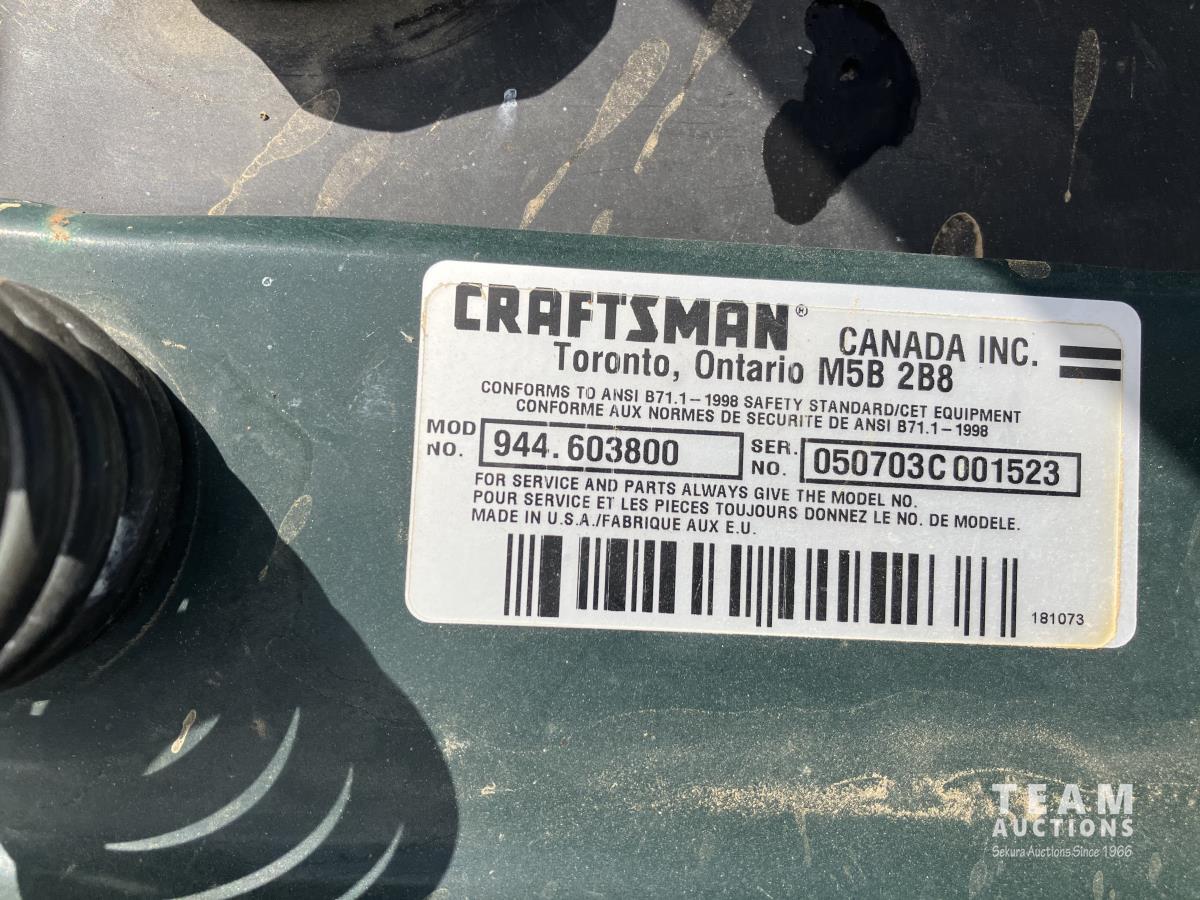 CRAFTSMAN® CANADA INC.
Toronto, Ontario M5B 2B8
CONFORMS TO ANSI B71.1-1998 SAFETY STANDARD/CET EQUIPMENT
CONFORME AUX NORMES DE SECURITE DE ANSI B71.1-1998
MOD NO. 944.603800 SER. NO. 050703C 001523
FOR SERVICE AND PARTS ALWAYS GIVE THE MODEL NO.
POUR SERVICE ET LES PIECES TOUJOURS DONNEZ LE NO. DE MODELE.
MADE IN U.S.A./FABRIQUE AUX E.U.
181073
TEAM
AUCTIONS
Sekura Auctions Since 1966